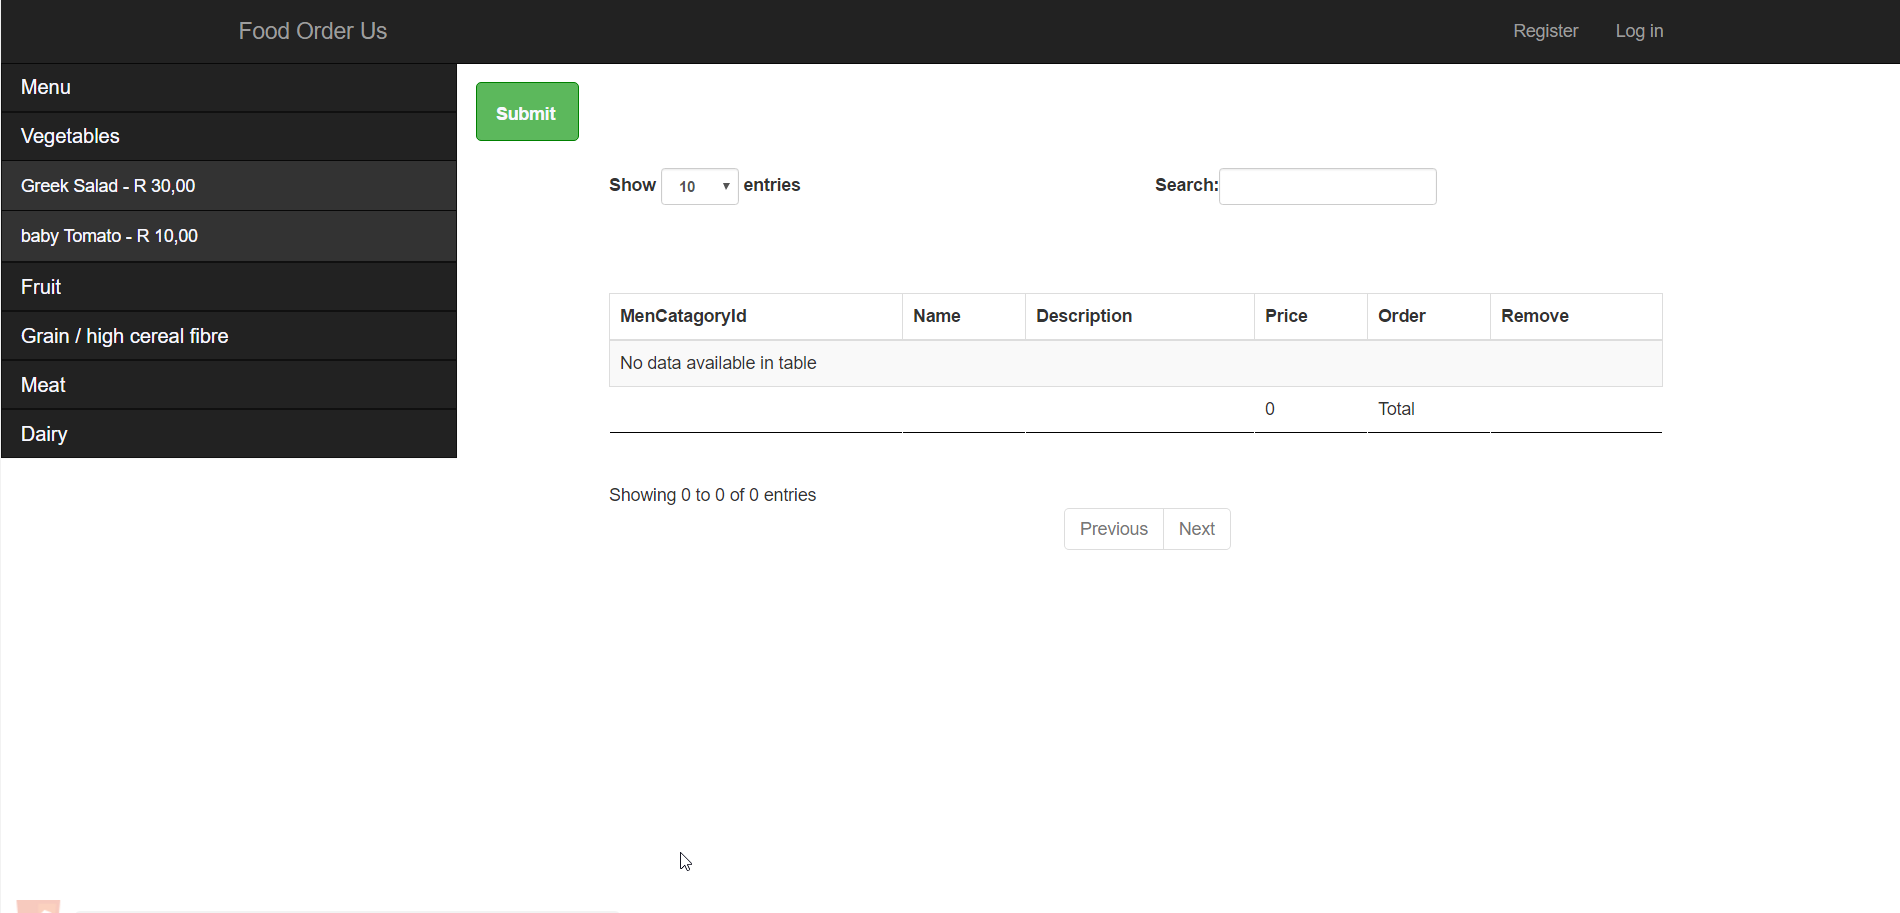 Food Order Us
Register
Log in
Menu
Vegetables
Greek Salad - R 30,00
baby Tomato - R 10,00
Fruit
Grain / high cereal fibre
Meat
Dairy
Submit
Show 10 entries
Search:
MenCatagoryId Name Description Price Order Remove
No data available in table
0 Total
Showing 0 to 0 of 0 entries
Previous Next